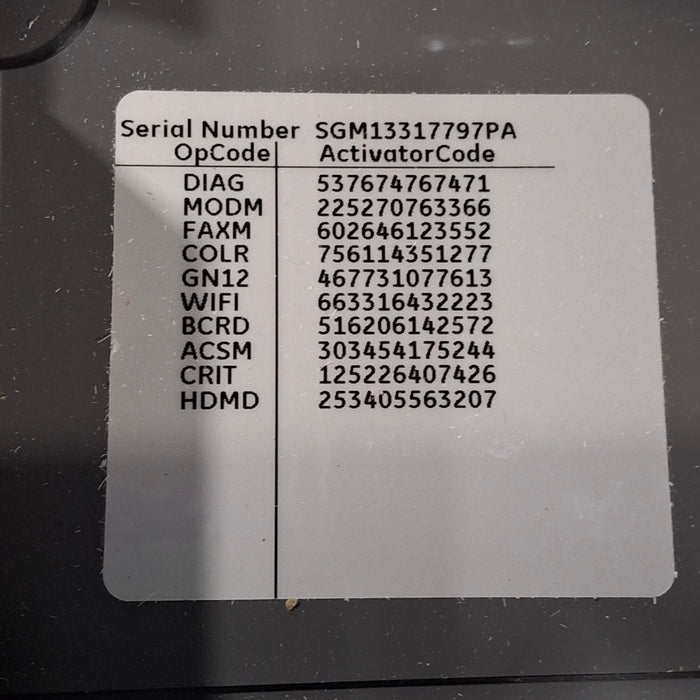 Serial Number SGM13317797PA
OpCode ActivatorCode
DIAG 537674767471
MODM 225270763366
FAXM 602646123552
COLR 756114351277
GN12 467731077613
WIFI 663316432223
BCRD 516206142572
ACSM 303454175244
CRIT 125226407426
HDMD 253405563207